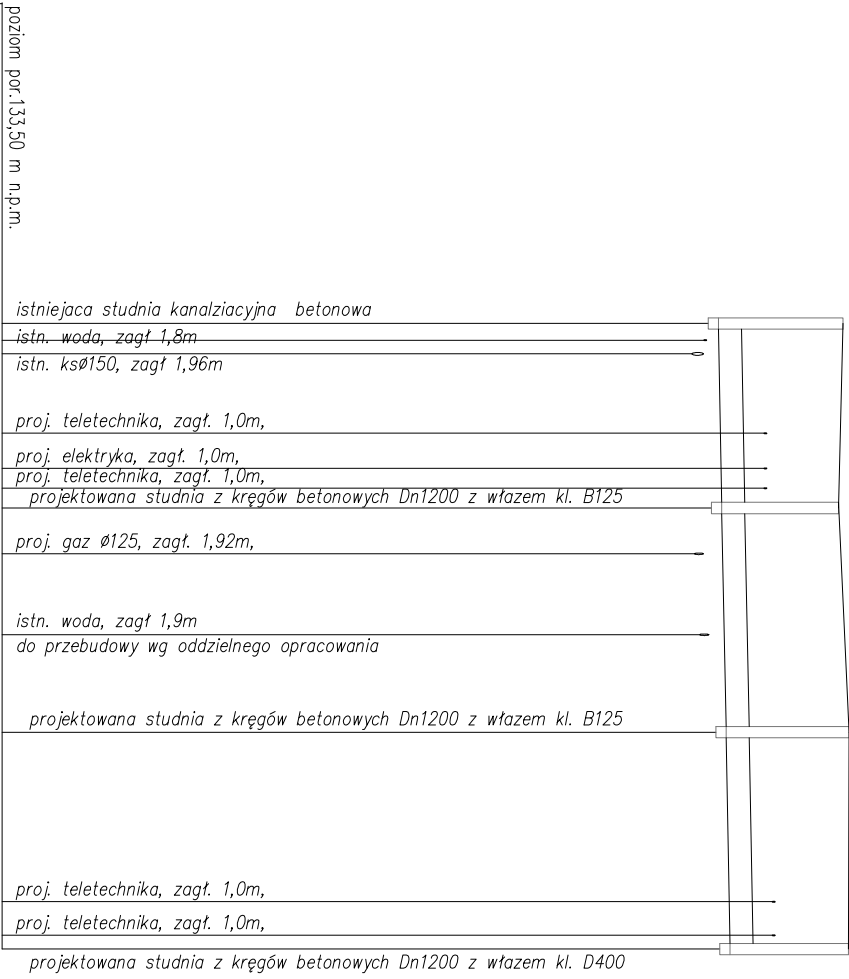 poziom por.133,50 m n.p.m.
istniejaca studnia kanalziacyjna betonowa
istn. woda, zagł 1,8m
istn. ksø150, zagł 1,96m
proj. teletechnika, zagł. 1,0m,
proj. elektryka, zagł. 1,0m,
proj. teletechnika, zagł. 1,0m,
projektowana studnia z kręgów betonowych Dn1200 z włazem kl. B125
proj. gaz ø125, zagł. 1,92m,
istn. woda, zagł 1,9m
do przebudowy wg oddzielnego opracowania
projektowana studnia z kręgów betonowych Dn1200 z włazem kl. B125
proj. teletechnika, zagł. 1,0m,
proj. teletechnika, zagł. 1,0m,
projektowana studnia z kręgów betonowych Dn1200 z włazem kl. D400